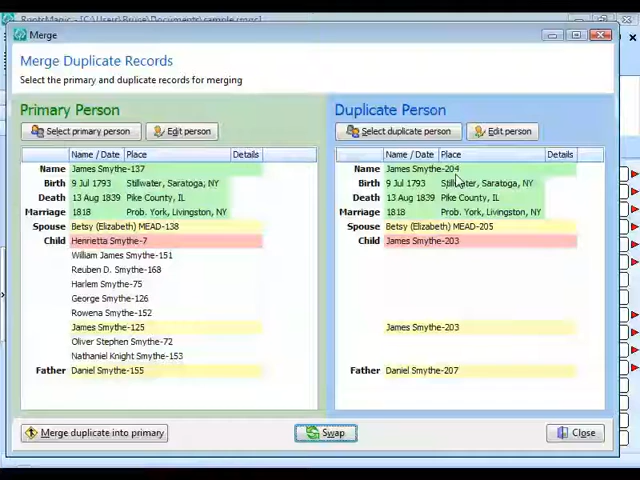 RootsMagic - [C:\Users\Bruce\Documents\sample.rmgc]
Merge
Merge Duplicate Records
Select the primary and duplicate records for merging
Primary Person
Select primary person Edit person
Name / Date Place Details
Name James Smythe-137
Birth 9 Jul 1793 Stillwater, Saratoga, NY
Death 13 Aug 1839 Pike County, IL
Marriage 1818 Prob. York, Livingston, NY
Spouse Betsy (Elizabeth) MEAD-138
Child Henrietta Smythe-7
William James Smythe-151
Reuben D. Smythe-168
Harlem Smythe-75
George Smythe-126
Rowena Smythe-152
James Smythe-125
Oliver Stephen Smythe-72
Nathaniel Knight Smythe-153
Father Daniel Smythe-155
Duplicate Person
Select duplicate person Edit person
Name / Date Place Details
Name James Smythe-204
Birth 9 Jul 1793 Stillwater, Saratoga, NY
Death 13 Aug 1839 Pike County, IL
Marriage 1818 Prob. York, Livingston, NY
Spouse Betsy (Elizabeth) MEAD-205
Child James Smythe-203
James Smythe-203
Father Daniel Smythe-207
Merge duplicate into primary Swap Close